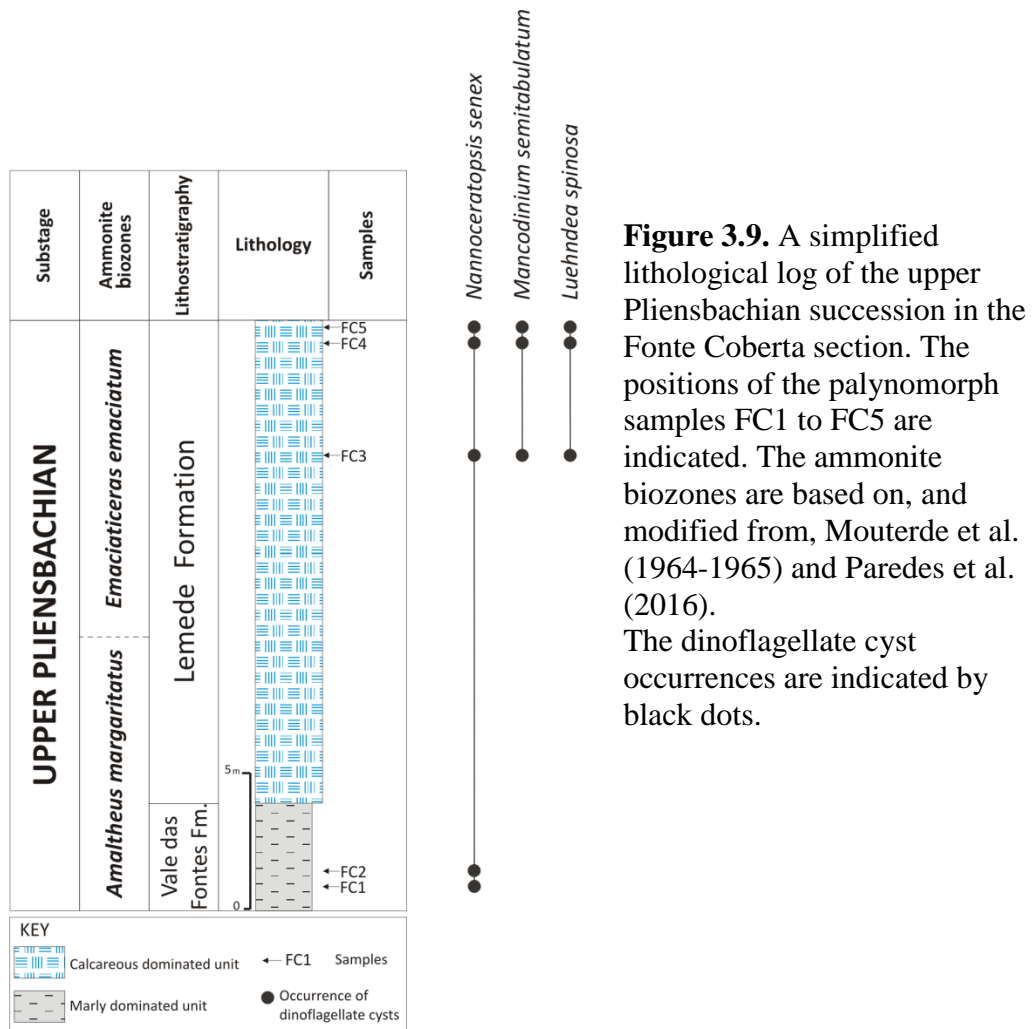 Substage
Ammonite
biozones
Lithostratigraphy
Lithology
Samples
Nannoceratopsis senex
Mancodinium semitabulatum
Luehndea spinosa
UPPER PLIENSBACHIAN
Emaciaticeras emaciatum
Amaltheus margaritatus
Lemede Formation
Vale das
Fontes Fm.
5m
0
FC5
FC4
FC3
FC2
FC1
KEY
Calcareous dominated unit
FC1 Samples
Marly dominated unit
Occurrence of
dinoflagellate cysts
Figure 3.9. A simplified
lithological log of the upper
Pliensbachian succession in the
Fonte Coberta section. The
positions of the palynomorph
samples FC1 to FC5 are
indicated. The ammonite
biozones are based on, and
modified from, Mouterde et al.
(1964-1965) and Paredes et al.
(2016).
The dinoflagellate cyst
occurrences are indicated by
black dots.